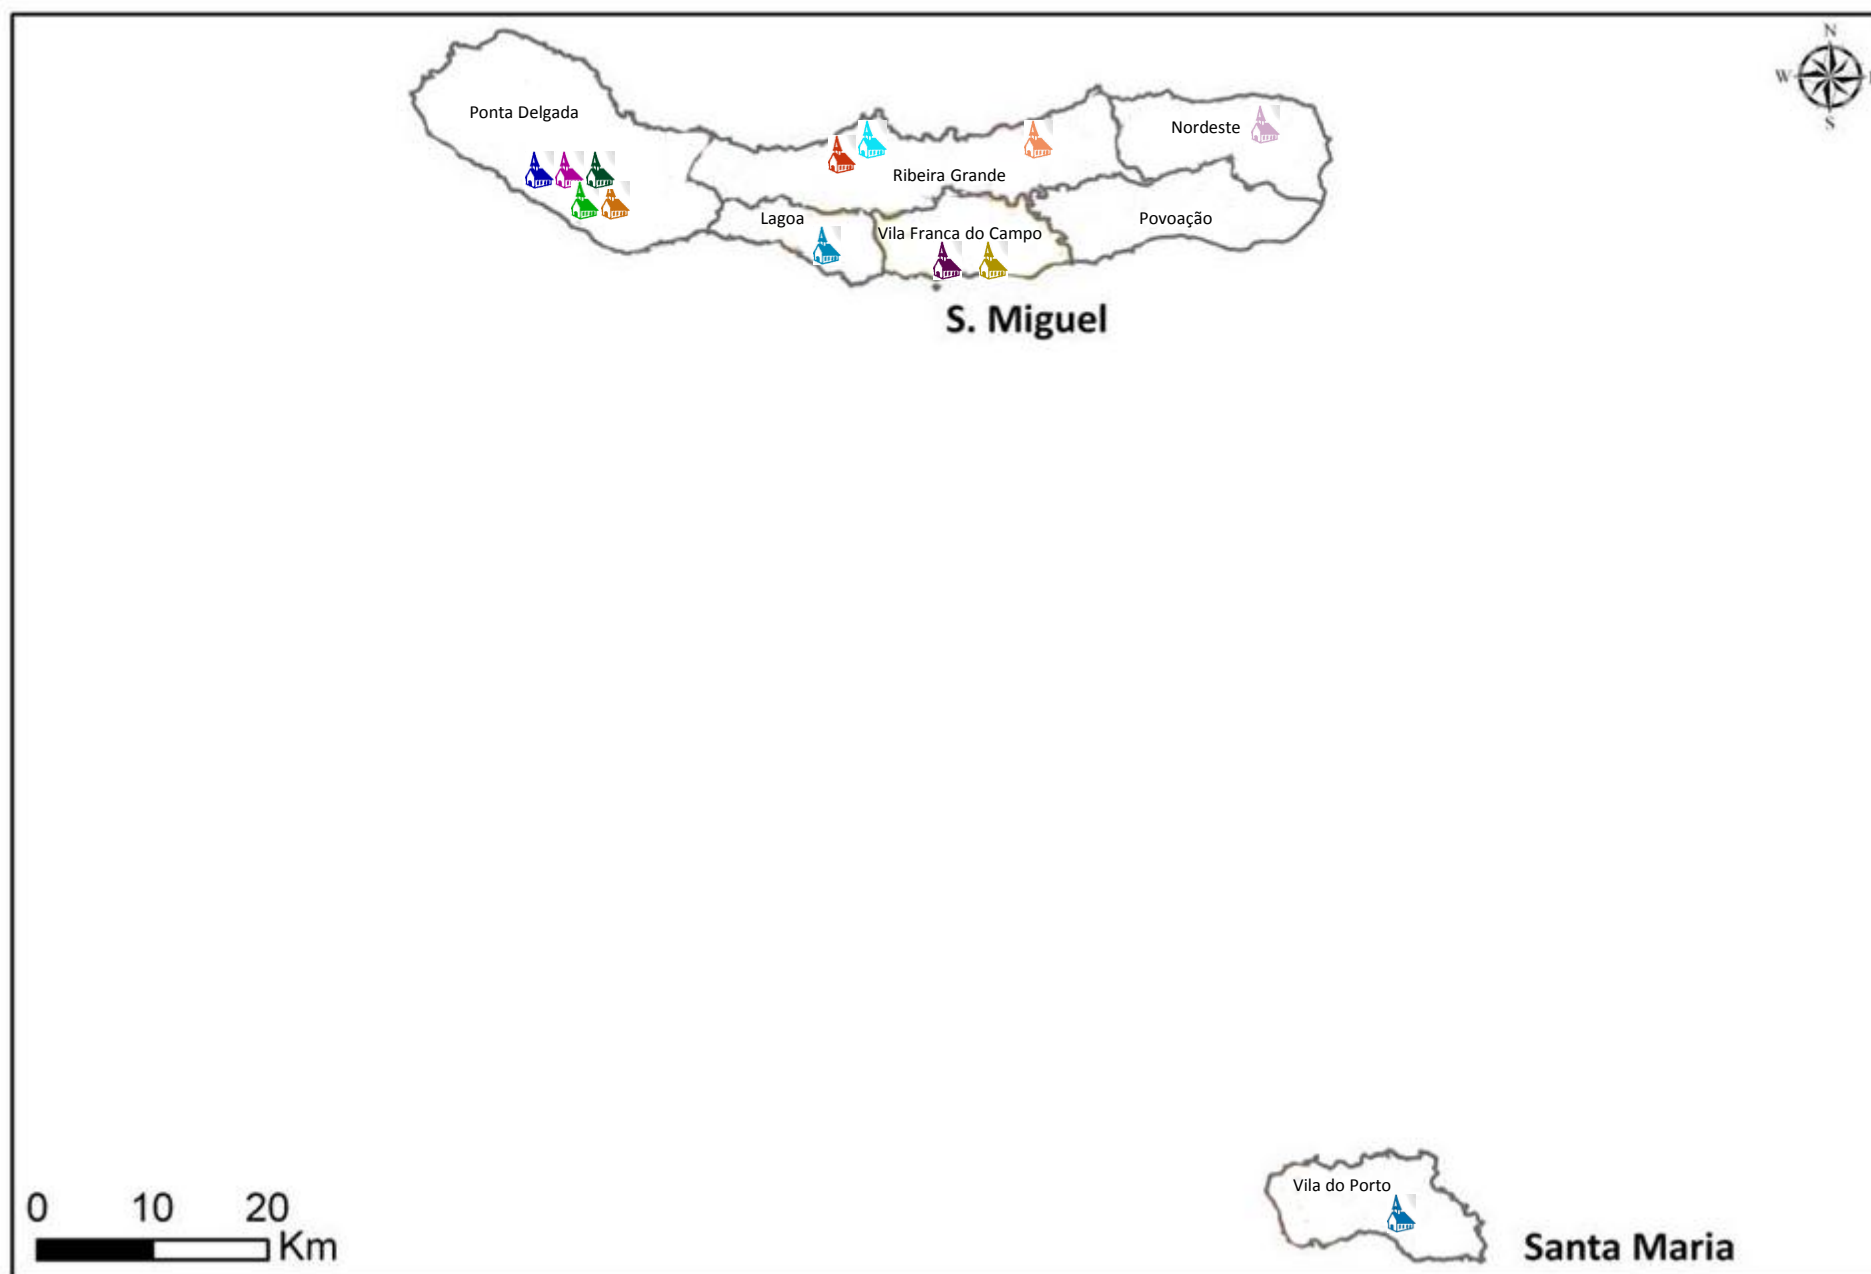 N
W
S
Ponta Delgada
Nordeste
Ribeira Grande
Lagoa
Povoação
Vila Franca do Campo
S. Miguel
Vila do Porto
Santa Maria
0 10 20
Km